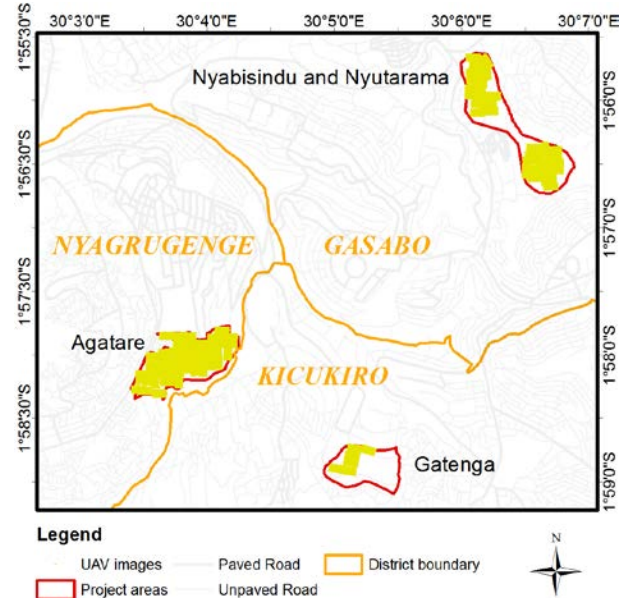 30°3'0"E 30°4'0"E 30°5'0"E 30°6'0"E 30°7'0"E
1°55'30"S
1°56'0"S
1°56'30"S
1°57'0"S
1°57'30"S
1°58'0"S
1°58'30"S
1°59'0"S
Nyabisindu and Nyutarama
NYAGRUGENGE
GASABO
Agatare
KICUKIRO
Gatenga
Legend
UAV images Paved Road District boundary
Project areas Unpaved Road
N